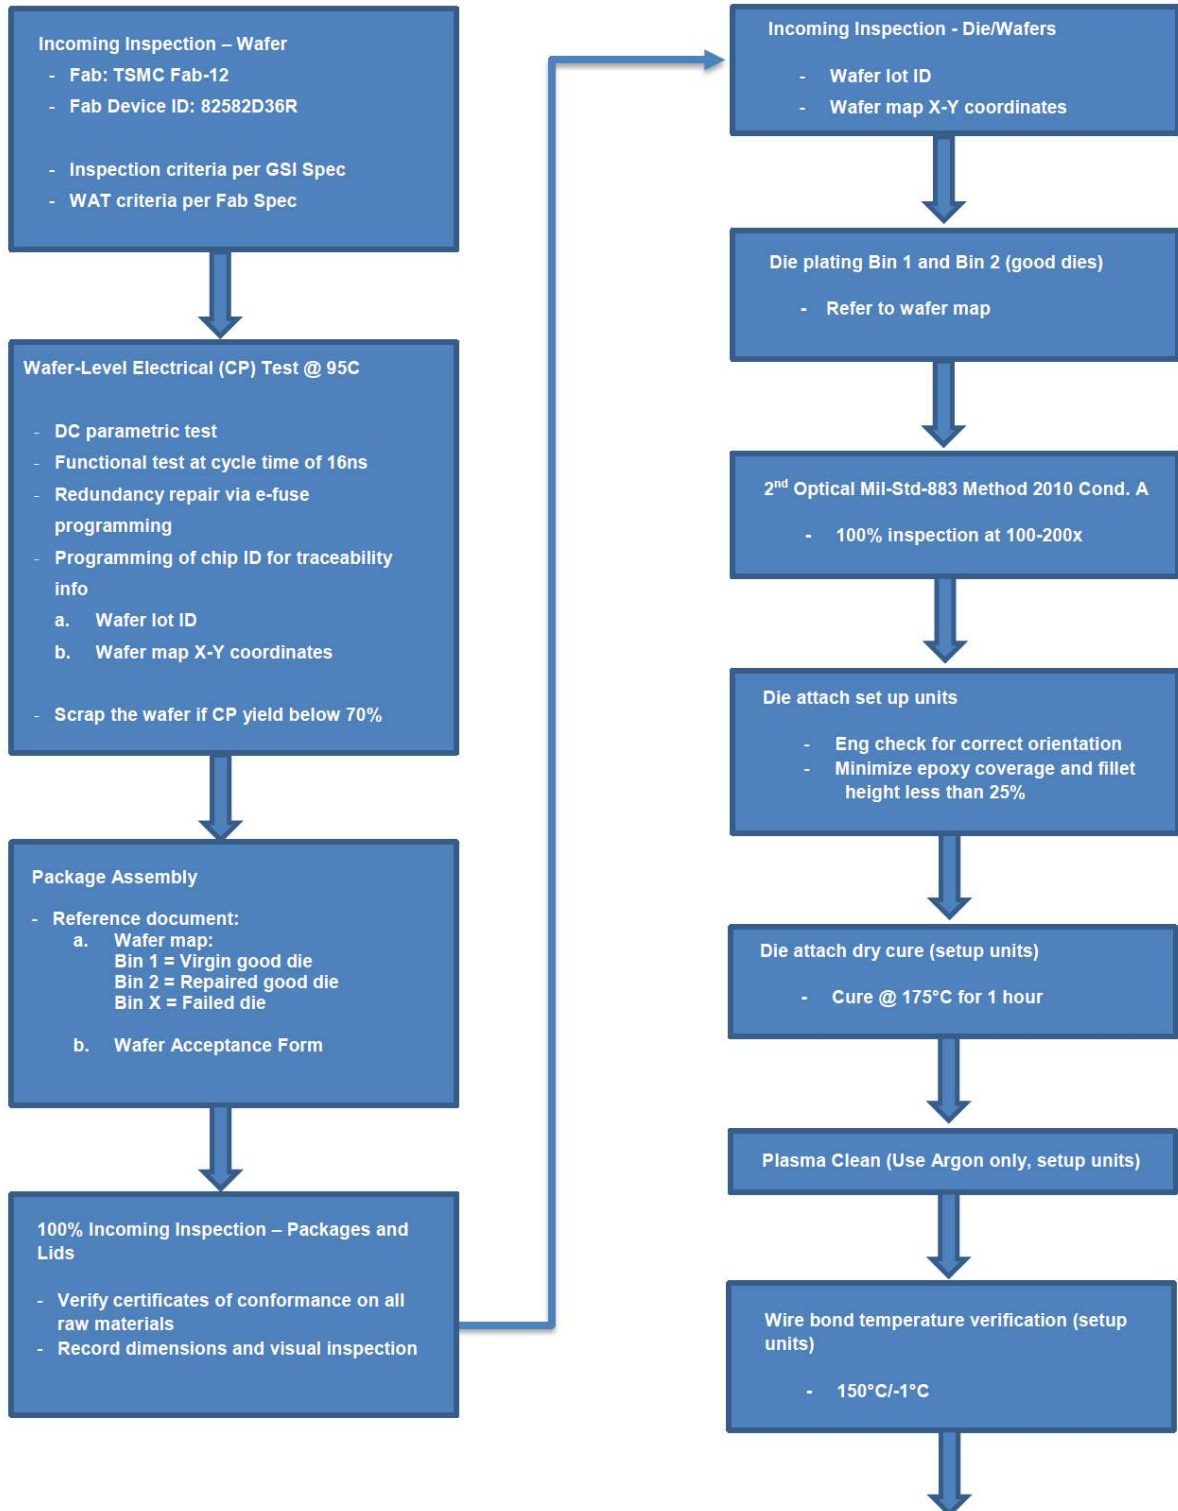 Incoming Inspection – Wafer
- Fab: TSMC Fab-12
- Fab Device ID: 82582D36R
- Inspection criteria per GSI Spec
- WAT criteria per Fab Spec
Wafer-Level Electrical (CP) Test @ 95C
- DC parametric test
- Functional test at cycle time of 16ns
- Redundancy repair via e-fuse
programming
- Programming of chip ID for traceability
info
a. Wafer lot ID
b. Wafer map X-Y coordinates
- Scrap the wafer if CP yield below 70%
Package Assembly
- Reference document:
a. Wafer map:
Bin 1 = Virgin good die
Bin 2 = Repaired good die
Bin X = Failed die
b. Wafer Acceptance Form
100% Incoming Inspection – Packages and
Lids
- Verify certificates of conformance on all
raw materials
- Record dimensions and visual inspection
Incoming Inspection - Die/Wafers
- Wafer lot ID
- Wafer map X-Y coordinates
Die plating Bin 1 and Bin 2 (good dies)
- Refer to wafer map
2nd Optical Mil-Std-883 Method 2010 Cond. A
- 100% inspection at 100-200x
Die attach set up units
- Eng check for correct orientation
- Minimize epoxy coverage and fillet
height less than 25%
Die attach dry cure (setup units)
- Cure @ 175°C for 1 hour
Plasma Clean (Use Argon only, setup units)
Wire bond temperature verification (setup
units)
- 150°C/-1°C